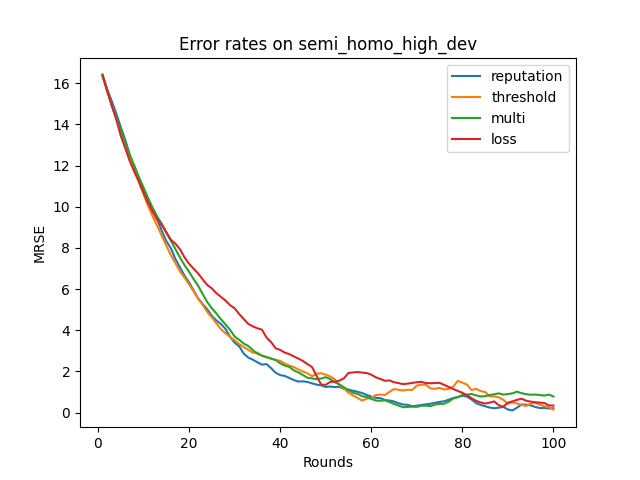 Error rates on semi_homo_high_dev
reputation
threshold
multi
loss
MRSE
16
14
12
10
8
6
4
2
0
0 20 40 60 80 100
Rounds